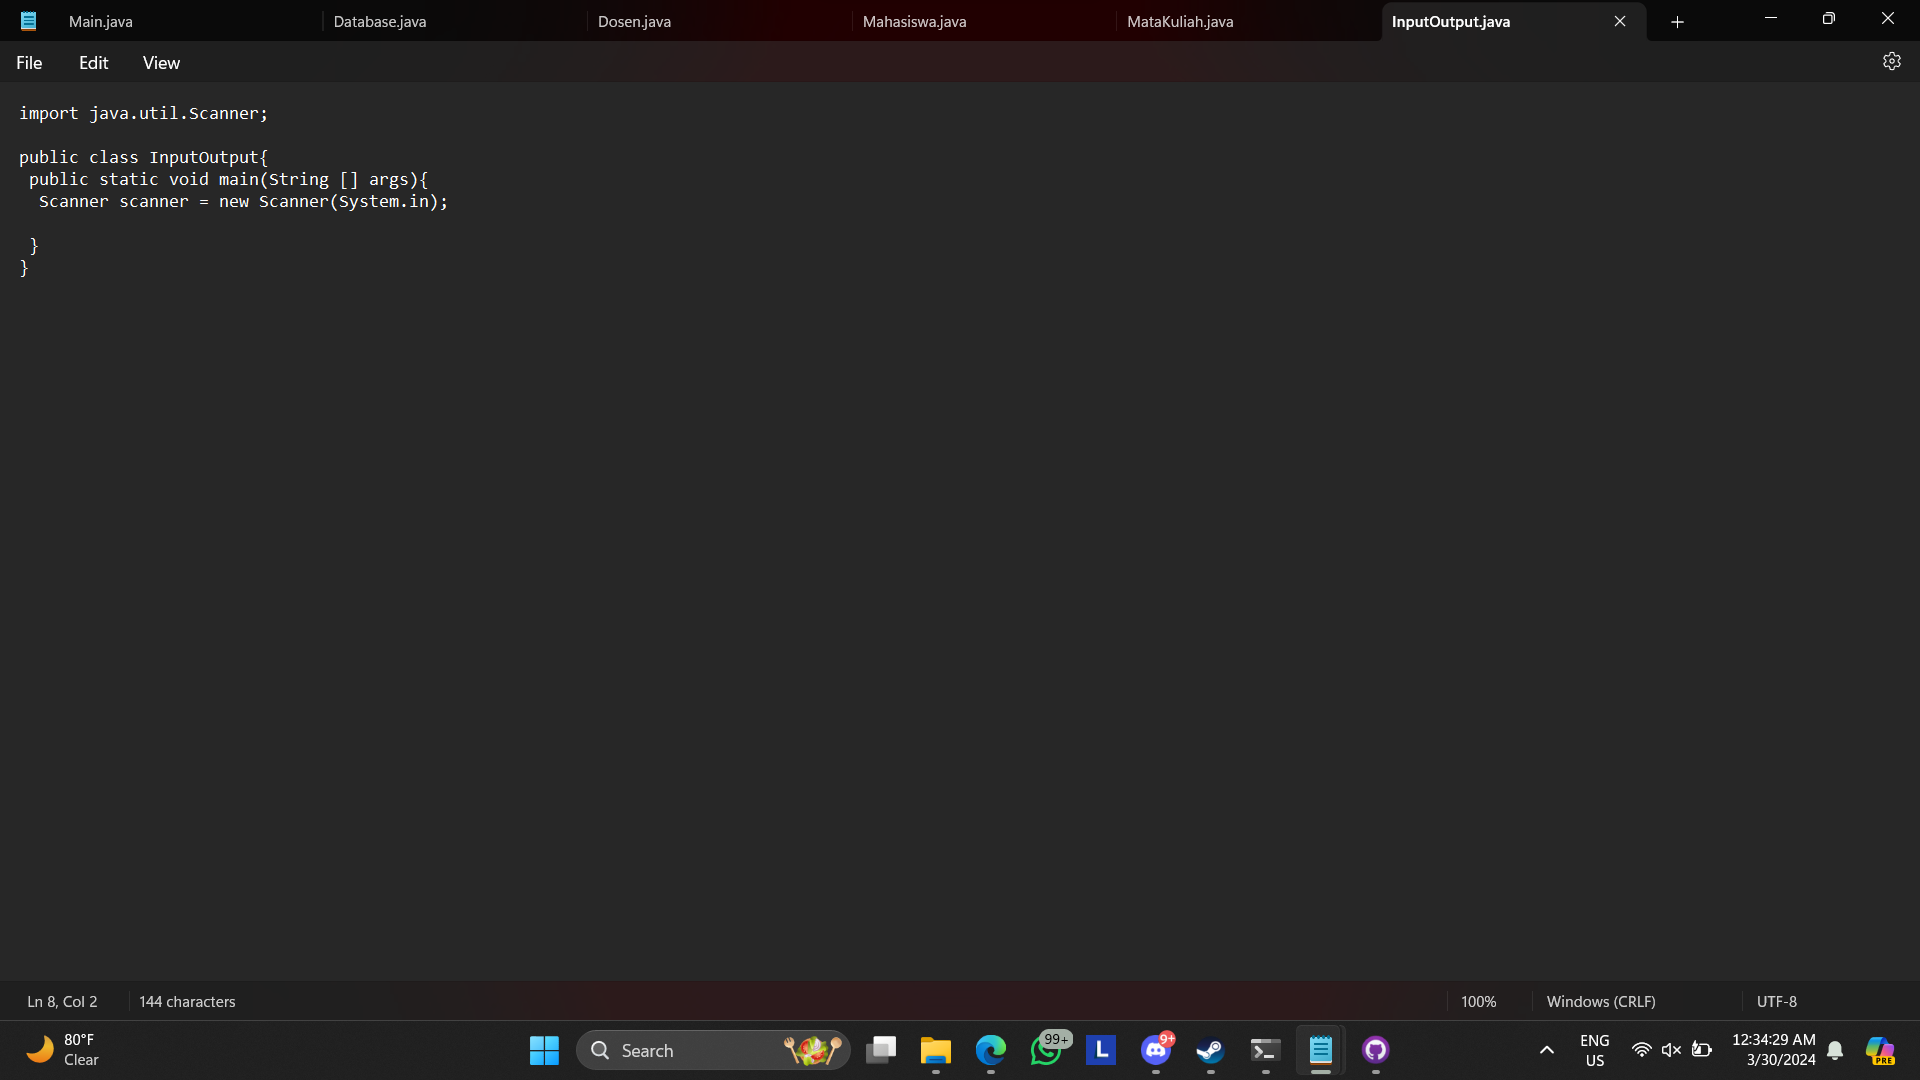 Main.java
Database.java
Dosen.java
Mahasiswa.java
MataKuliah.java
InputOutput.java
File
Edit
View
import java.util.Scanner;
public class InputOutput{
public static void main(String [] args){
Scanner scanner = new Scanner(System.in);
}
}
Ln 8, Col 2
144 characters
100%
Windows (CRLF)
UTF-8
80°F
Clear
Search
99+
L
9+
ENG
US
12:34:29 AM
3/30/2024
PRE